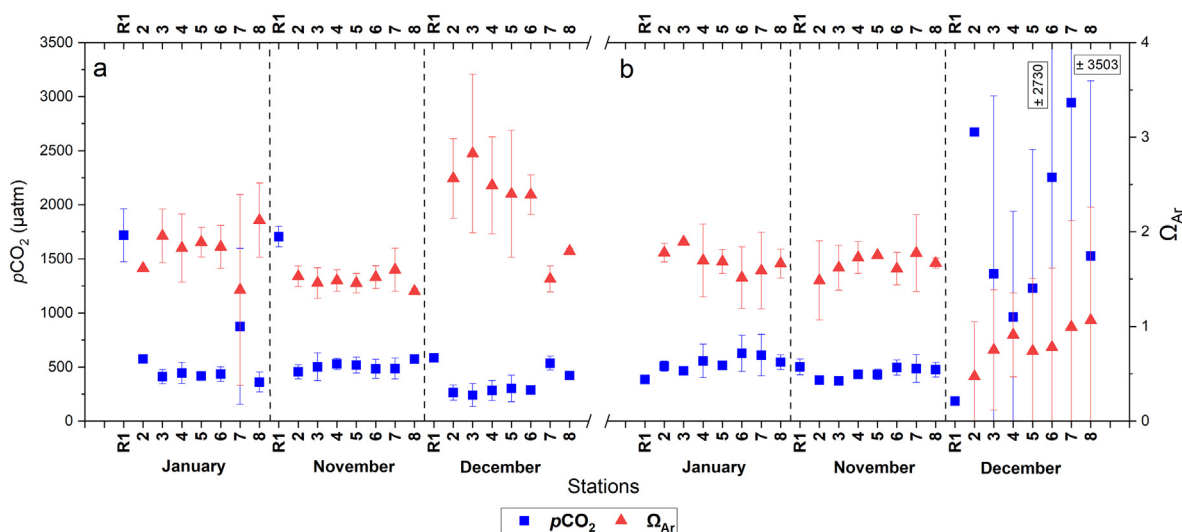 R1 2 3 4 5 6 7 8 R1 2 3 4 5 6 7 8 R1 2 3 4 5 6 7 8 R1 2 3 4 5 6 7 8 R1 2 3 4 5 6 7 8 R1 2 3 4 5 6 7 8
3500 4
a b ± 2730 ± 3503
3000
3
2500
2000
pCO₂ (µatm) 2 Ω_Ar
1500
1000 1
500
0 0
R1 2 3 4 5 6 7 8 R1 2 3 4 5 6 7 8 R1 2 3 4 5 6 7 8 R1 2 3 4 5 6 7 8 R1 2 3 4 5 6 7 8 R1 2 3 4 5 6 7 8
January November December January November December
Stations
pCO₂ Ω_Ar